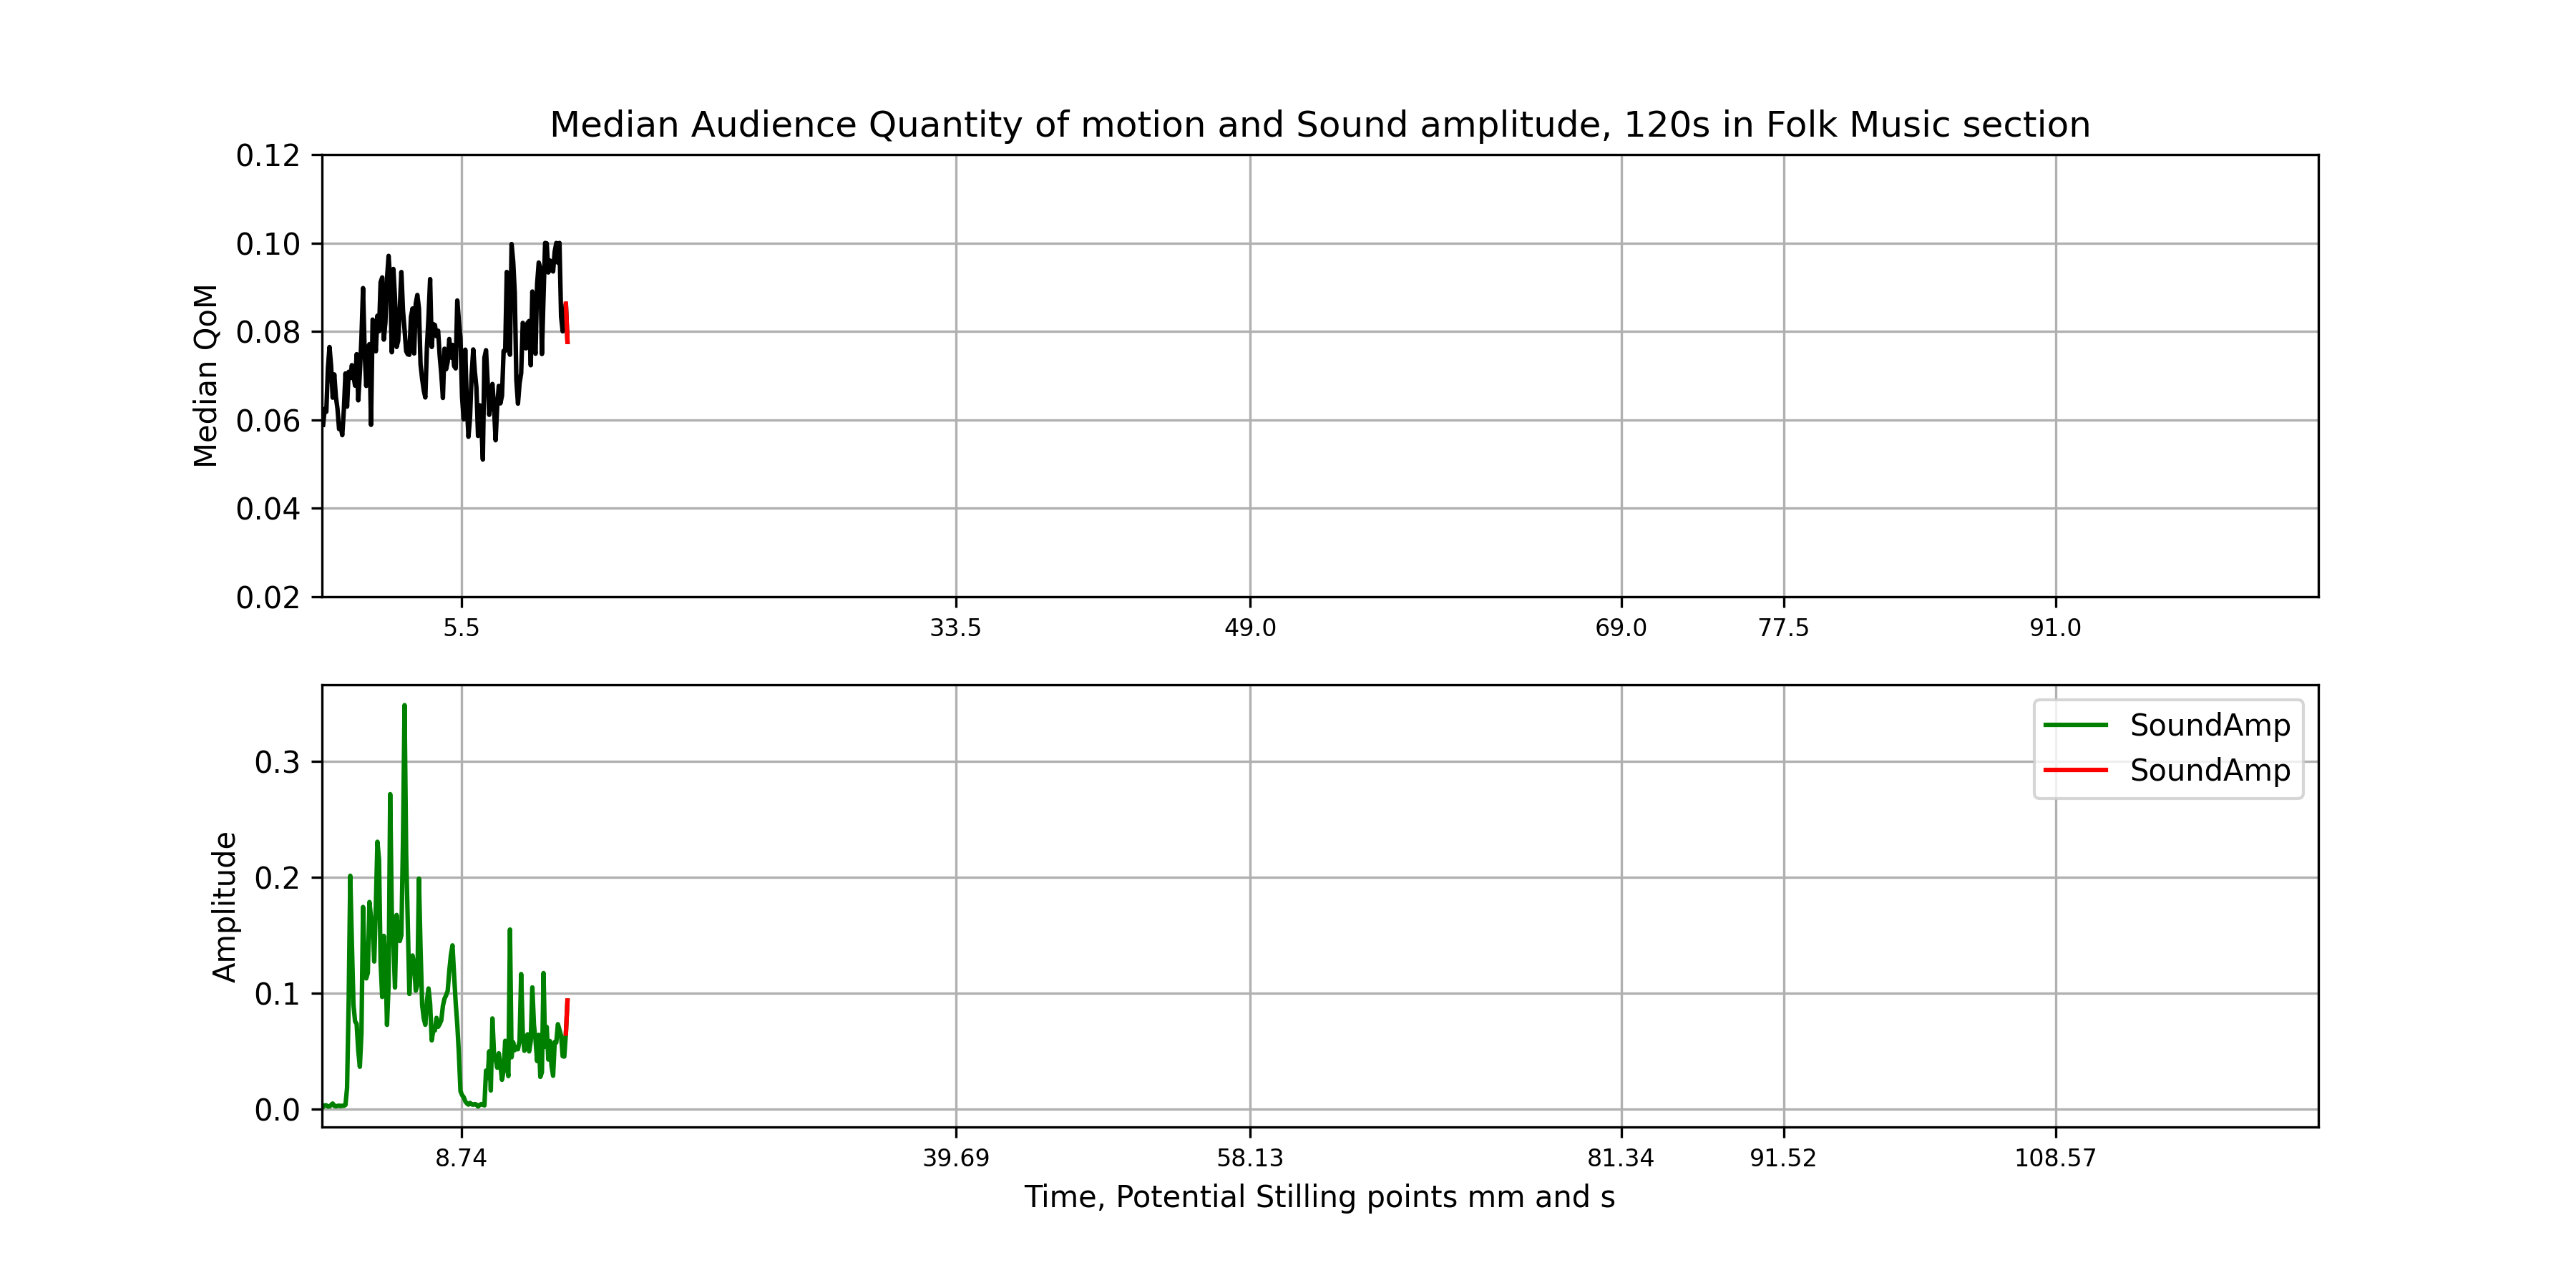 Median Audience Quantity of motion and Sound amplitude, 120s in Folk Music section
0.12
0.10
0.08
0.06
0.04
0.02
Median QoM
5.5 33.5 49.0 69.0 77.5 91.0
SoundAmp
SoundAmp
0.3
0.2
0.1
0.0
Amplitude
8.74 39.69 58.13 81.34 91.52 108.57
Time, Potential Stilling points mm and s